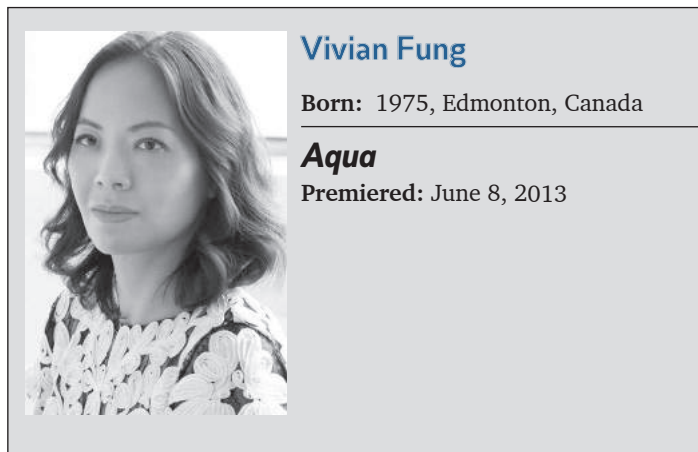 Vivian Fung
Born: 1975, Edmonton, Canada
Aqua
Premiered: June 8, 2013